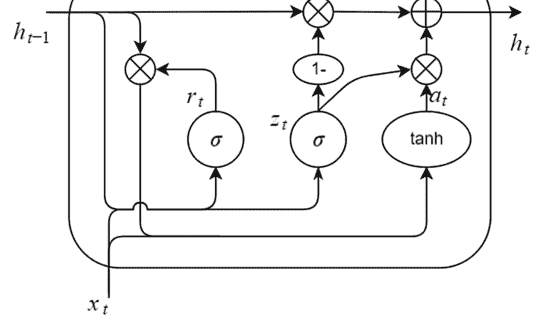 h_{t-1}
h_t
1-
r_t
z_t
a_t
σ
σ
tanh
x_t